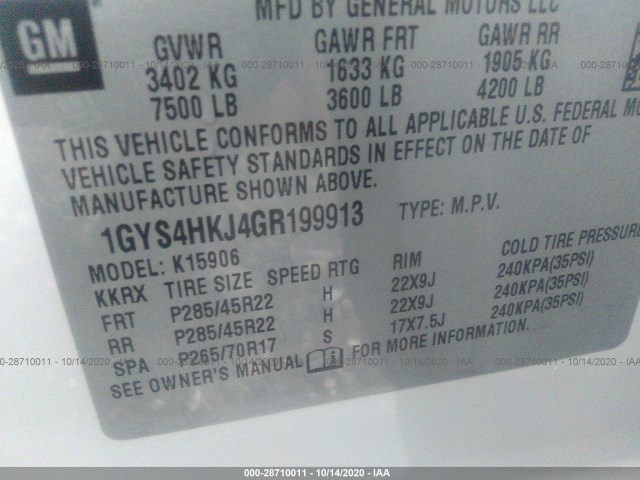 MFD BY GENERAL MOTORS LLC
GM
GVWR GAWR FRT GAWR RR
3402 KG 1633 KG 1905 KG
7500 LB 3600 LB 4200 LB
THIS VEHICLE CONFORMS TO ALL APPLICABLE U.S. FEDERAL
VEHICLE SAFETY STANDARDS IN EFFECT ON THE DATE OF
MANUFACTURE SHOWN ABOVE.
1GYS4HKJ4GR199913 TYPE: M.P.V.
MODEL: K15906
KKRX TIRE SIZE SPEED RTG RIM COLD TIRE PRESSURE
FRT P285/45R22 H 22X9J 240KPA(35PSI)
RR P285/45R22 H 22X9J 240KPA(35PSI)
SPA P265/70R17 S 17X7.5J 240KPA(35PSI)
SEE OWNER'S MANUAL FOR MORE INFORMATION.
000-28710011 - 10/14/2020 - IAA